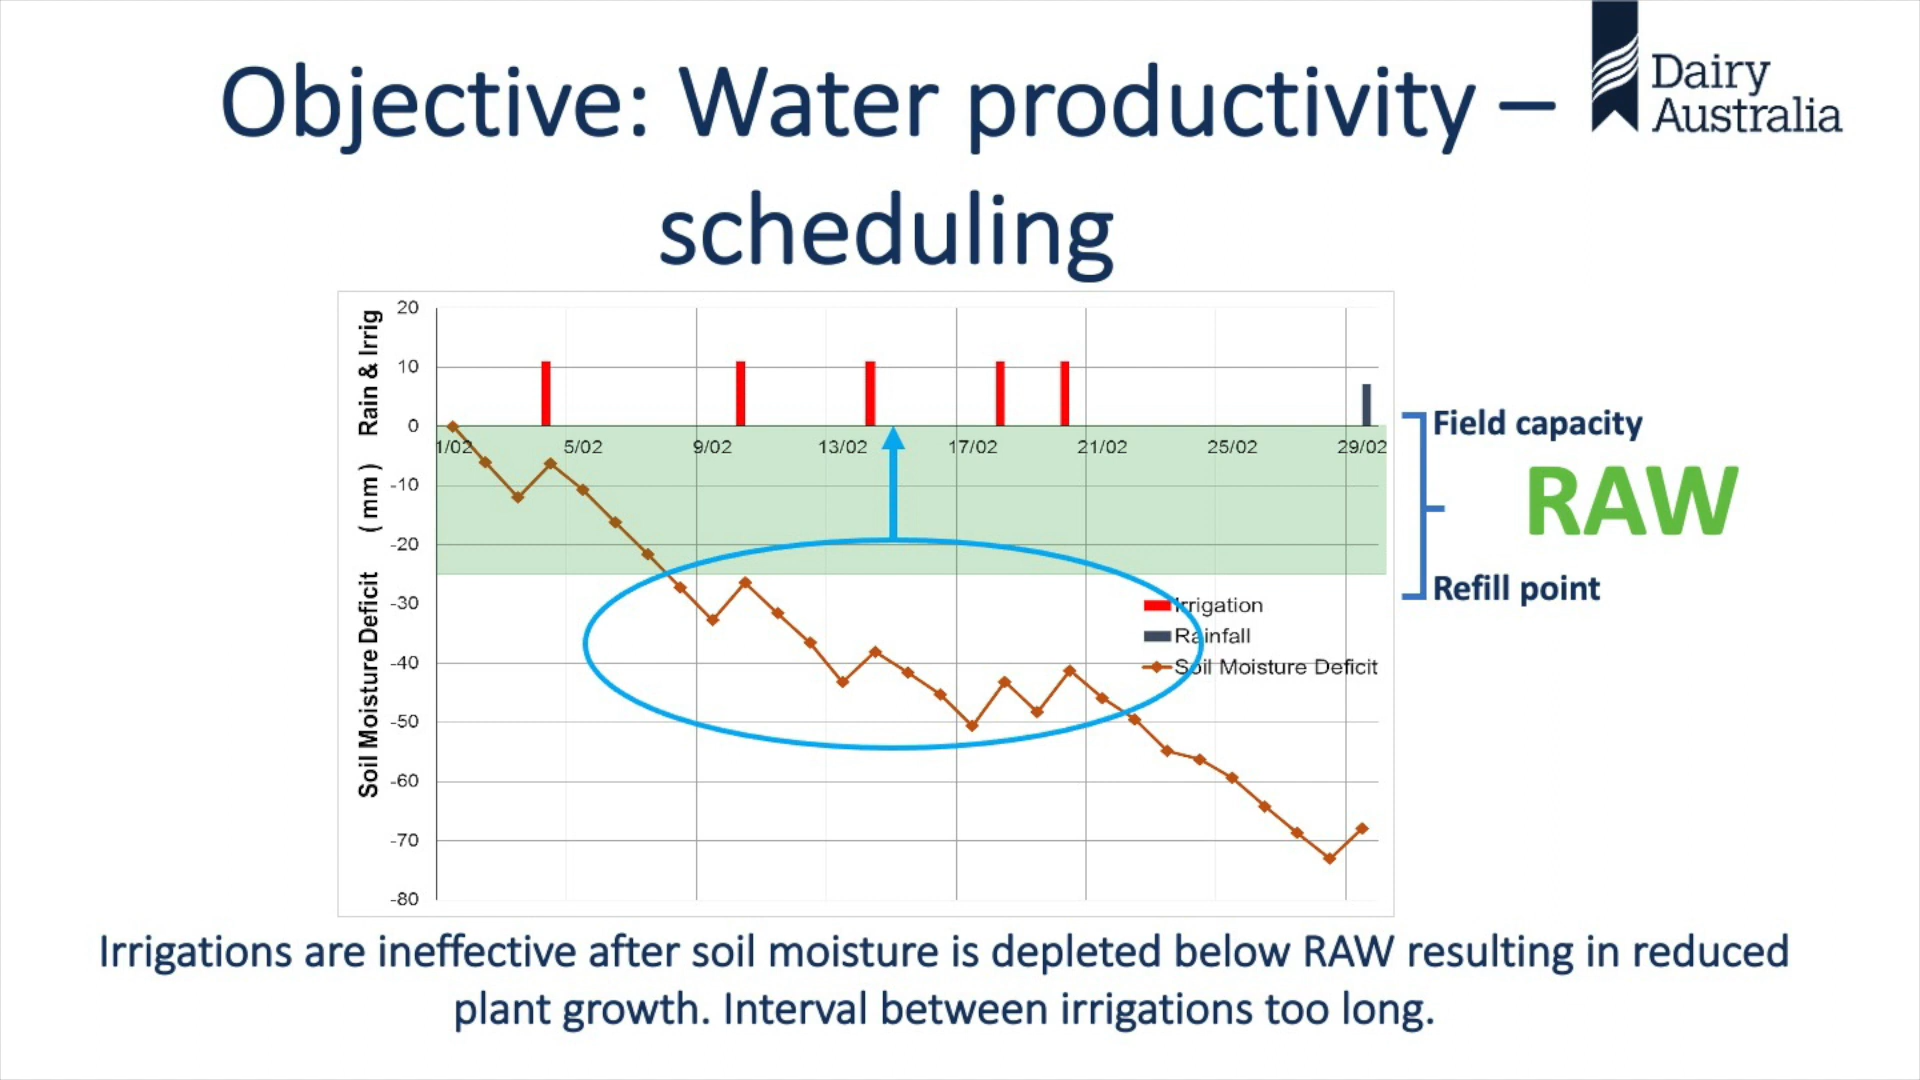 Objective: Water productivity –
scheduling
Dairy
Australia
Rain & Irrig
( mm )
Soil Moisture Deficit
20
10
0
-10
-20
-30
-40
-50
-60
-70
-80
1/02
5/02
9/02
13/02
17/02
21/02
25/02
29/02
Irrigation
Rainfall
Soil Moisture Deficit
Field capacity
RAW
Refill point
Irrigations are ineffective after soil moisture is depleted below RAW resulting in reduced
plant growth. Interval between irrigations too long.